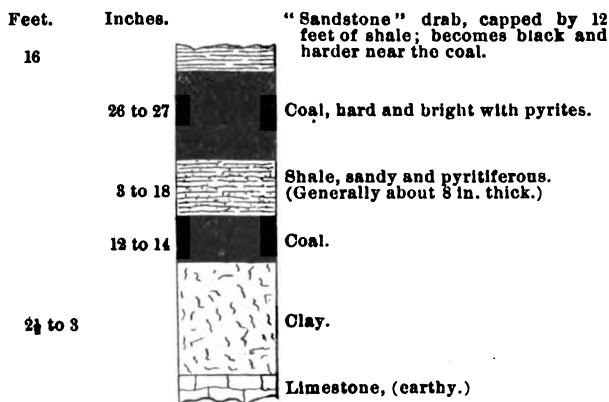 Feet. Inches. "Sandstone" drab, capped by 12
feet of shale; becomes black and
16 harder near the coal.
26 to 27 Coal, hard and bright with pyrites.
Shale, sandy and pyritiferous.
3 to 18 (Generally about 8 in. thick.)
12 to 14 Coal.
2½ to 3 Clay.
Limestone, (carthy.)